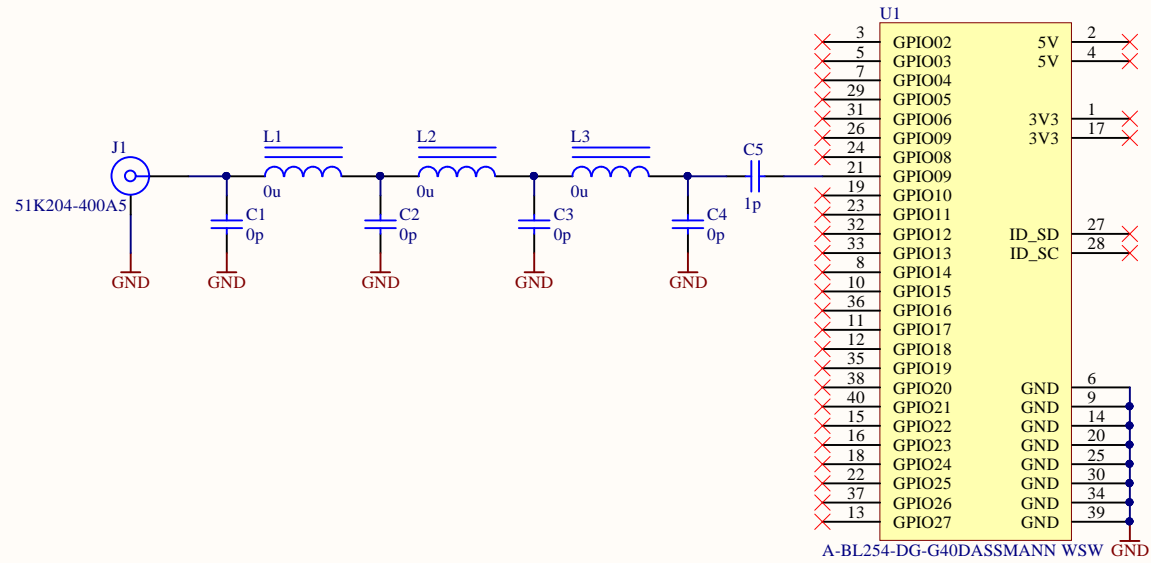 U1
3 GPIO02 5V 2
5 GPIO03 5V 4
7 GPIO04
29 GPIO05
31 GPIO06 3V3 1
26 GPIO09 3V3 17
24 GPIO08
21 GPIO09
19 GPIO10
23 GPIO11
32 GPIO12 ID_SD 27
33 GPIO13 ID_SC 28
8 GPIO14
10 GPIO15
36 GPIO16
11 GPIO17
12 GPIO18
35 GPIO19
38 GPIO20 GND 6
40 GPIO21 GND 9
15 GPIO22 GND 14
16 GPIO23 GND 20
18 GPIO24 GND 25
22 GPIO25 GND 30
37 GPIO26 GND 34
13 GPIO27 GND 39
A-BL254-DG-G40DASSMANN WSW GND
J1
51K204-400A5
GND
L1
0u
L2
0u
L3
0u
C5
1p
C1
0p
GND
C2
0p
GND
C3
0p
GND
C4
0p
GND